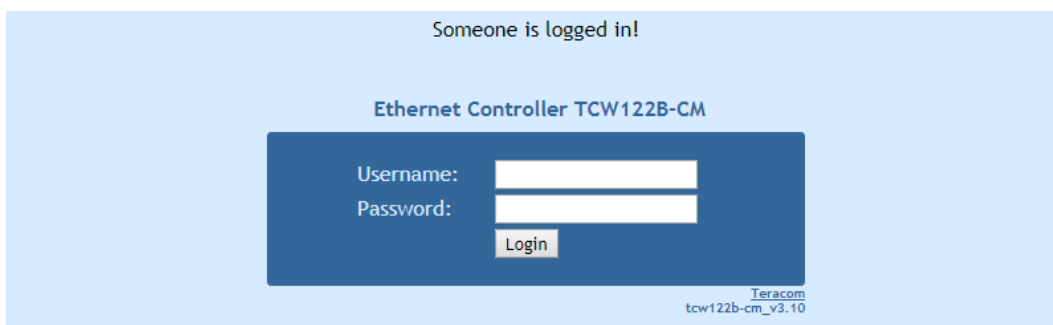 Someone is logged in!
Ethernet Controller TCW122B-CM
Username:
Password:
Login
Teracom
tcw122b-cm_v3.10